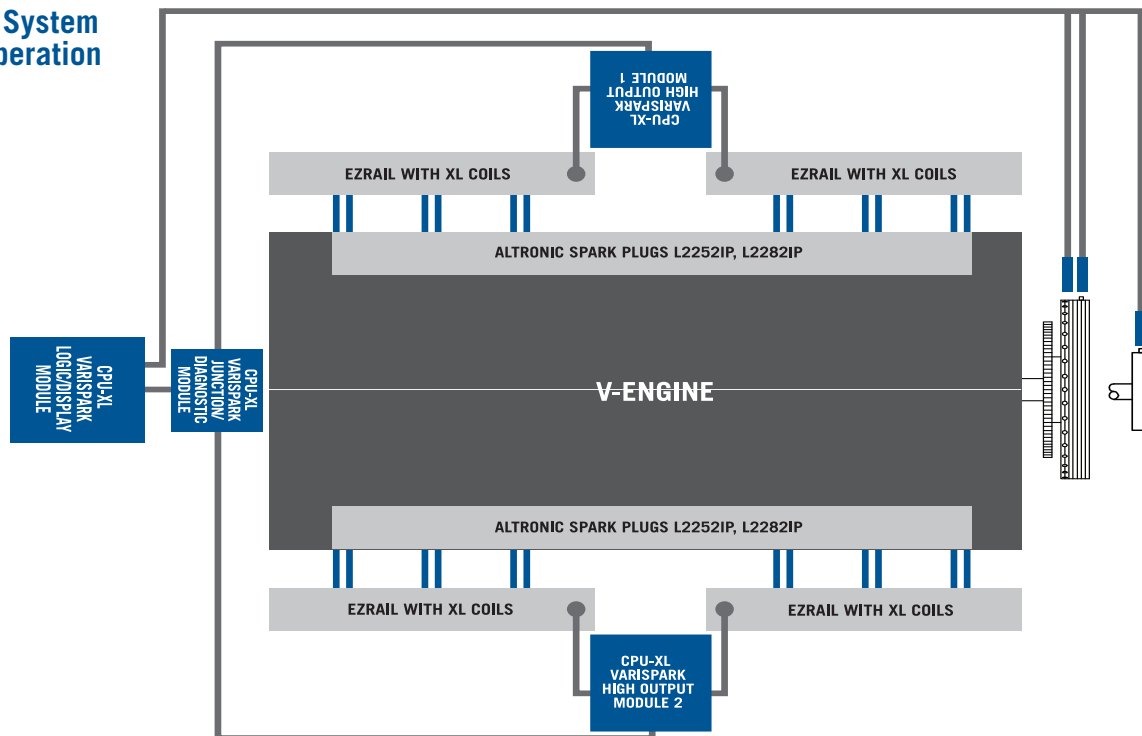 System
peration
CPU-XL
VARISPARK
HIGH OUTPUT
MODULE 1
EZRAIL WITH XL COILS
EZRAIL WITH XL COILS
ALTRONIC SPARK PLUGS L2252IP, L2282IP
CPU-XL
VARISPARK
LOGIC/DISPLAY
MODULE
CPU-XL
VARISPARK
JUNCTION/
DIAGNOSTIC
MODULE
V-ENGINE
ALTRONIC SPARK PLUGS L2252IP, L2282IP
EZRAIL WITH XL COILS
EZRAIL WITH XL COILS
CPU-XL
VARISPARK
HIGH OUTPUT
MODULE 2